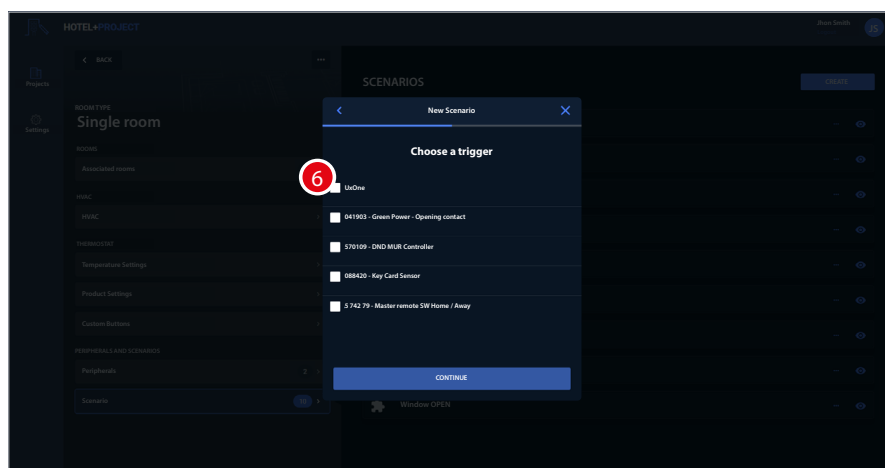 HOTEL+PROJECT
Jhon Smith
JS
BACK
Projects
SCENARIOS
CREATE
ROOM TYPE
Single room
Settings
ROOMS
Associated rooms
HVAC
HVAC
THERMOSTAT
Temperature Settings
Product Settings
Custom Buttons
PERIPHERALS AND SCENARIOS
Peripherals 2
Scenario 10
New Scenario
Choose a trigger
6
UxOne
041903 - Green Power - Opening contact
570109 - DND MUR Controller
088420 - Key Card Sensor
5 742 79 - Master remote SW Home / Away
CONTINUE
Window OPEN